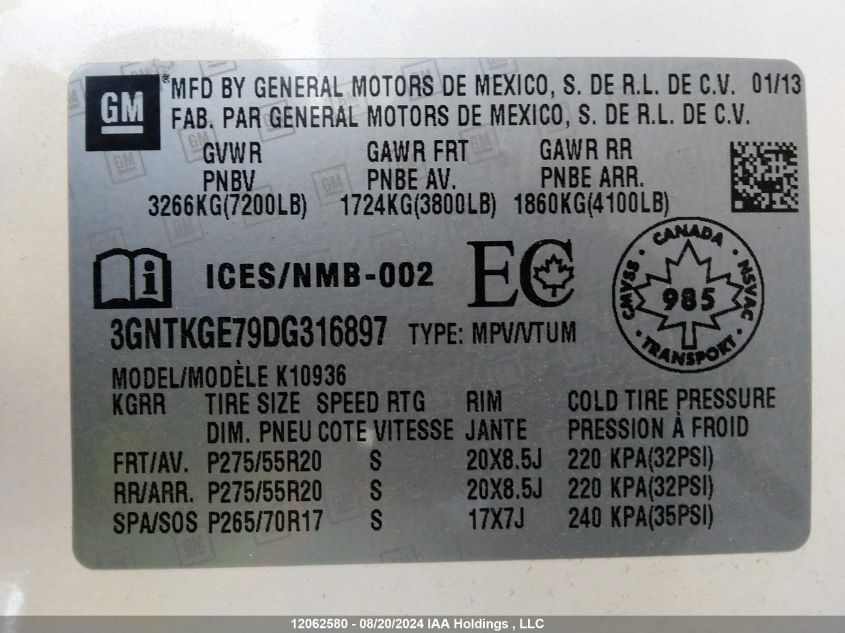 GM ® MFD BY GENERAL MOTORS DE MEXICO, S. DE R.L. DE C.V. 01/13
FAB. PAR GENERAL MOTORS DE MEXICO, S. DE R.L. DE C.V.
GVWR GAWR FRT GAWR RR
PNBV PNBE AV. PNBE ARR.
3266KG(7200LB) 1724KG(3800LB) 1860KG(4100LB)
ICES/NMB-002 EC
CANADA
CMVSS 985 NSVAC
TRANSPORT
3GNTKGE79DG316897 TYPE: MPV/VTUM
MODEL/MODÈLE K10936
KGRR TIRE SIZE SPEED RTG RIM COLD TIRE PRESSURE
DIM. PNEU COTE VITESSE JANTE PRESSION À FROID
FRT/AV. P275/55R20 S 20X8.5J 220 KPA(32PSI)
RR/ARR. P275/55R20 S 20X8.5J 220 KPA(32PSI)
SPA/SOS P265/70R17 S 17X7J 240 KPA(35PSI)
12062580 - 08/20/2024 IAA Holdings , LLC